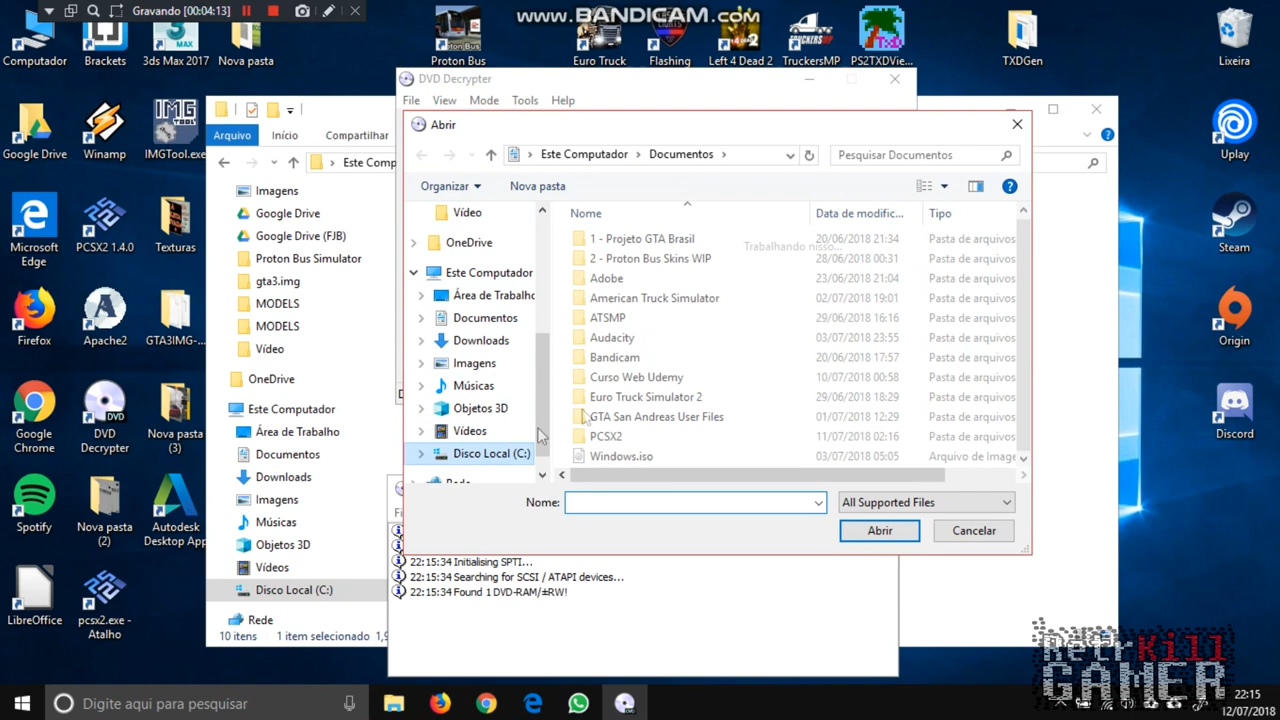 Gravando [00:04:13]
www.BANDICAM.com
Computador
Brackets
3ds Max 2017
Nova pasta
Proton Bus
Euro Truck
Flashing
Left 4 Dead 2
TruckersMP
PS2TXDVie...
TXDGen
Lixeira
Google Drive
Winamp
IMGTool.exe
Uplay
Microsoft
Edge
PCSX2 1.4.0
Texturas
Steam
Firefox
Apache2
GTA3IMG-...
Origin
Google
Chrome
DVD
Decrypter
Nova pasta
(3)
Discord
Spotify
Nova pasta
(2)
Autodesk
Desktop App
LibreOffice
pcsx2.exe -
Atalho
Arquivo
Início
Compartilhar
Este Comp
Imagens
Google Drive
Google Drive (FJB)
Proton Bus Simulator
gta3.img
MODELS
MODELS
Vídeo
OneDrive
Este Computador
Área de Trabalho
Documentos
Downloads
Imagens
Músicas
Objetos 3D
Vídeos
Disco Local (C:)
Rede
10 itens
1 item selecionado
1,9
DVD Decrypter
File
View
Mode
Tools
Help
Abrir
Este Computador
Documentos
Pesquisar Documentos
Organizar
Nova pasta
Vídeo
OneDrive
Este Computador
Área de Trabalho
Documentos
Downloads
Imagens
Músicas
Objetos 3D
Vídeos
Disco Local (C:)
Rede
Nome
Data de modific...
Tipo
Trabalhando nisso...
1 - Projeto GTA Brasil 20/06/2018 21:34 Pasta de arquivos
2 - Proton Bus Skins WIP 28/06/2018 00:31 Pasta de arquivos
Adobe 23/06/2018 21:04 Pasta de arquivos
American Truck Simulator 02/07/2018 19:01 Pasta de arquivos
ATSMP 29/06/2018 16:16 Pasta de arquivos
Audacity 03/07/2018 23:55 Pasta de arquivos
Bandicam 20/06/2018 17:57 Pasta de arquivos
Curso Web Udemy 10/07/2018 00:58 Pasta de arquivos
Euro Truck Simulator 2 29/06/2018 18:29 Pasta de arquivos
GTA San Andreas User Files 01/07/2018 12:29 Pasta de arquivos
PCSX2 11/07/2018 02:16 Pasta de arquivos
Windows.iso 03/07/2018 05:05 Arquivo de Image
Nome:
All Supported Files
Abrir
Cancelar
22:15:34 Initialising SPTI...
22:15:34 Searching for SCSI / ATAPI devices...
22:15:34 Found 1 DVD-RAM/±RW!
RetrKill
GAMER
Digite aqui para pesquisar
22:15
12/07/2018